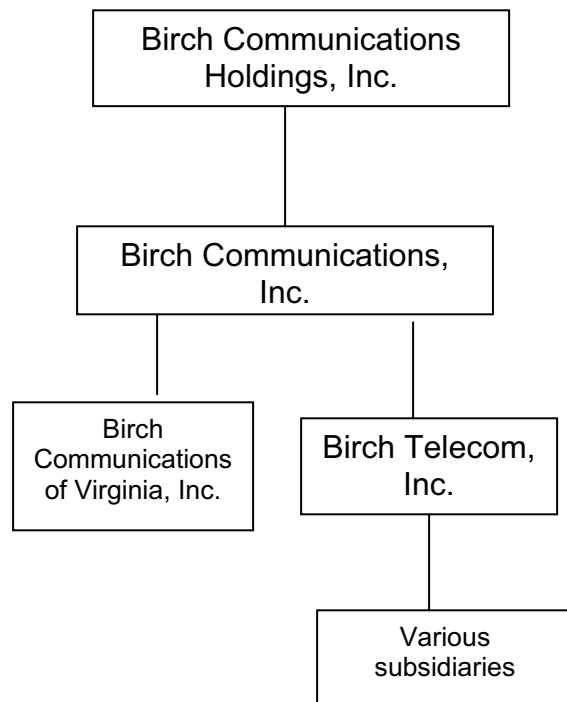 Birch Communications
Holdings, Inc.
Birch Communications,
Inc.
Birch
Communications
of Virginia, Inc.
Birch Telecom,
Inc.
Various
subsidiaries